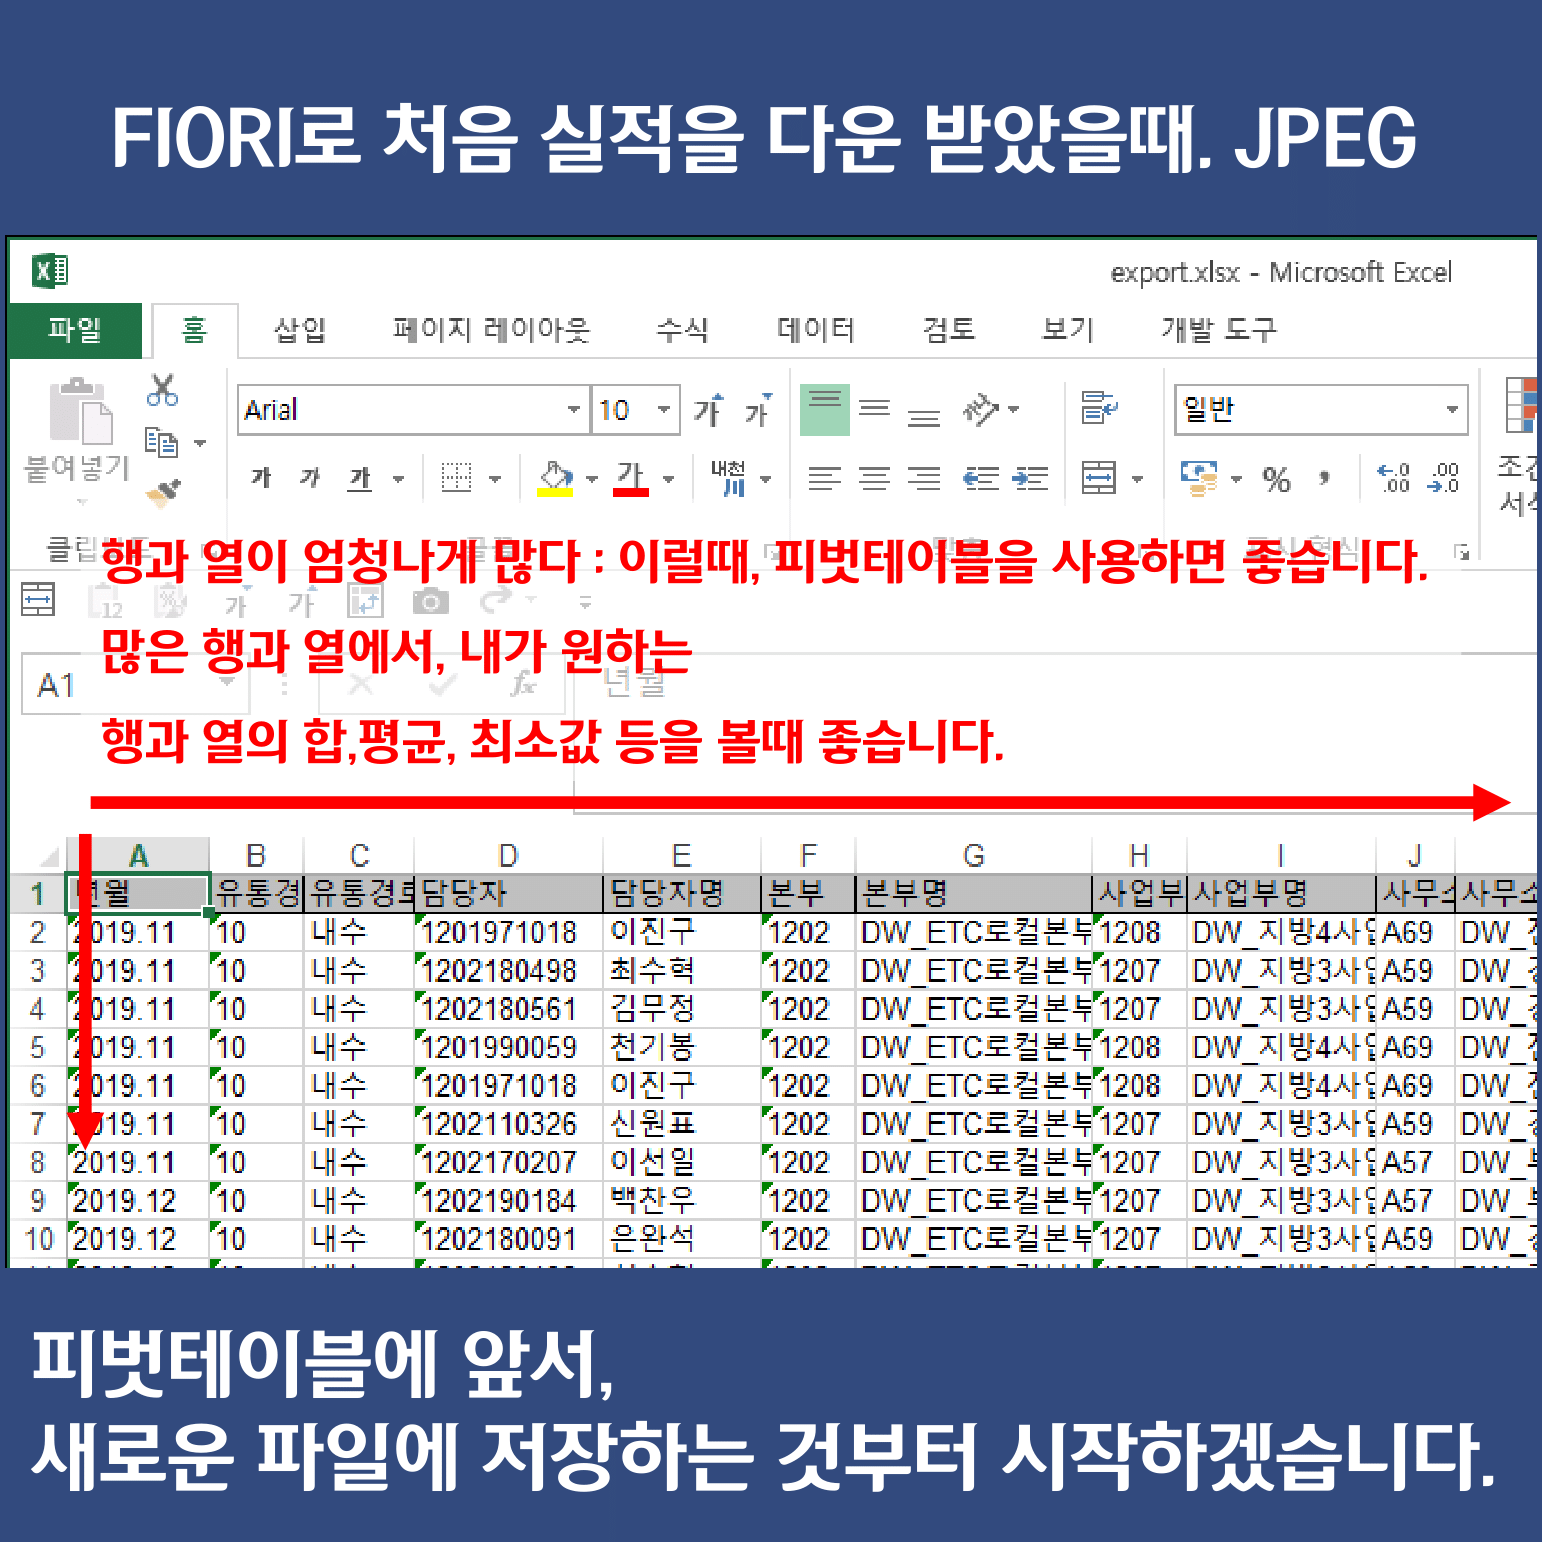 FIORI로 처음 실적을 다운 받았을때. JPEG
export.xlsx - Microsoft Excel
파일 홈 삽입 페이지 레이아웃 수식 데이터 검토 보기 개발 도구
붙여넣기
Arial 10 가 가 일반
가 가 가 가 내천 川 % , .0 .00 .00 .0
행과 열이 엄청나게 많다 : 이럴때, 피벗테이블을 사용하면 좋습니다.
많은 행과 열에서, 내가 원하는
A1 fx 년월
행과 열의 합,평균, 최소값 등을 볼때 좋습니다.
A B C D E F G H I J
1 년월 유통경 유통경로 담당자 담당자명 본부 본부명 사업부 사업부명 사무소 사무소
2 2019.11 10 내수 1201971018 이진구 1202 DW_ETC로컬본부 1208 DW_지방4사업 A69 DW_
3 2019.11 10 내수 1202180498 최수혁 1202 DW_ETC로컬본부 1207 DW_지방3사업 A59 DW_
4 2019.11 10 내수 1202180561 김무정 1202 DW_ETC로컬본부 1207 DW_지방3사업 A59 DW_
5 2019.11 10 내수 1201990059 천기봉 1202 DW_ETC로컬본부 1208 DW_지방4사업 A69 DW_
6 2019.11 10 내수 1201971018 이진구 1202 DW_ETC로컬본부 1208 DW_지방4사업 A69 DW_
7 2019.11 10 내수 1202110326 신원표 1202 DW_ETC로컬본부 1207 DW_지방3사업 A59 DW_
8 2019.11 10 내수 1202170207 이선일 1202 DW_ETC로컬본부 1207 DW_지방3사업 A57 DW_
9 2019.12 10 내수 1202190184 백찬우 1202 DW_ETC로컬본부 1207 DW_지방3사업 A57 DW_
10 2019.12 10 내수 1202180091 은완석 1202 DW_ETC로컬본부 1207 DW_지방3사업 A59 DW_
피벗테이블에 앞서,
새로운 파일에 저장하는 것부터 시작하겠습니다.